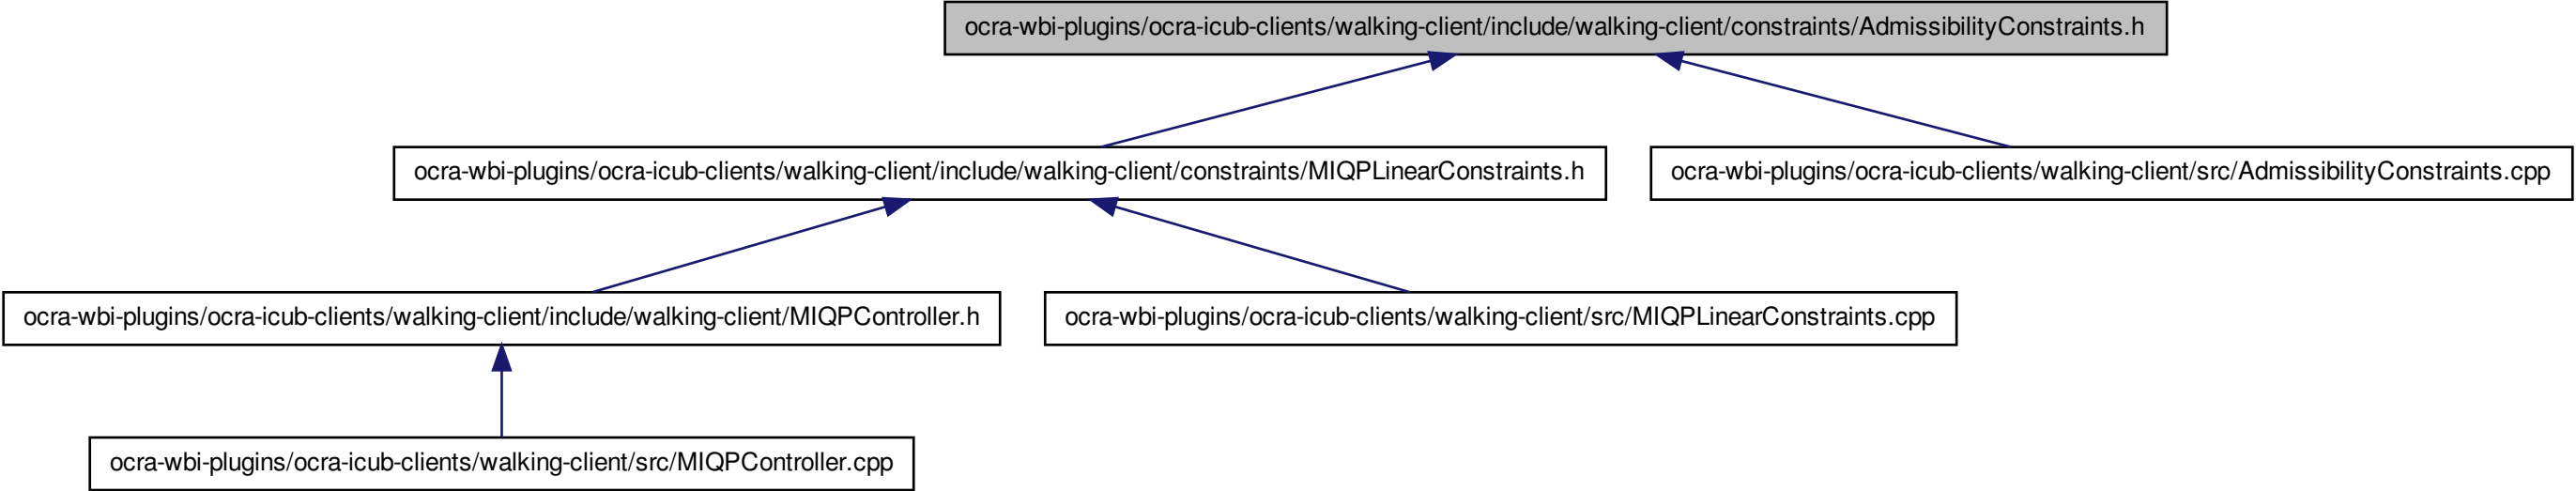 ocra-wbi-plugins/ocra-icub-clients/walking-client/include/walking-client/constraints/AdmissibilityConstraints.h
ocra-wbi-plugins/ocra-icub-clients/walking-client/include/walking-client/constraints/MIQPLinearConstraints.h
ocra-wbi-plugins/ocra-icub-clients/walking-client/src/AdmissibilityConstraints.cpp
ocra-wbi-plugins/ocra-icub-clients/walking-client/include/walking-client/MIQPController.h
ocra-wbi-plugins/ocra-icub-clients/walking-client/src/MIQPLinearConstraints.cpp
ocra-wbi-plugins/ocra-icub-clients/walking-client/src/MIQPController.cpp